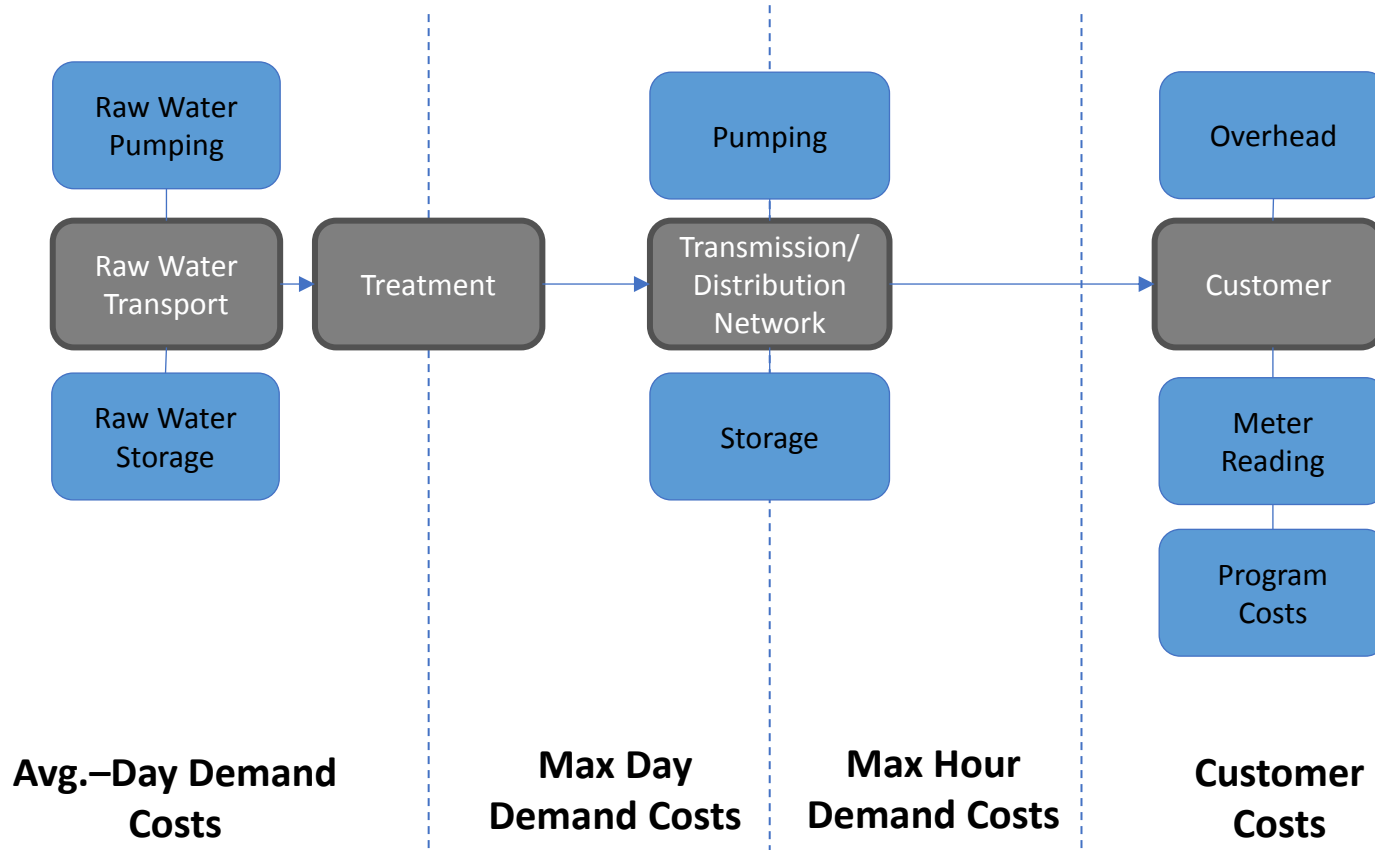 Raw Water
Pumping
Pumping
Overhead
Raw Water
Transport
Treatment
Transmission/
Distribution
Network
Customer
Raw Water
Storage
Storage
Meter
Reading
Program
Costs
Avg.–Day Demand
Costs
Max Day
Demand Costs
Max Hour
Demand Costs
Customer
Costs